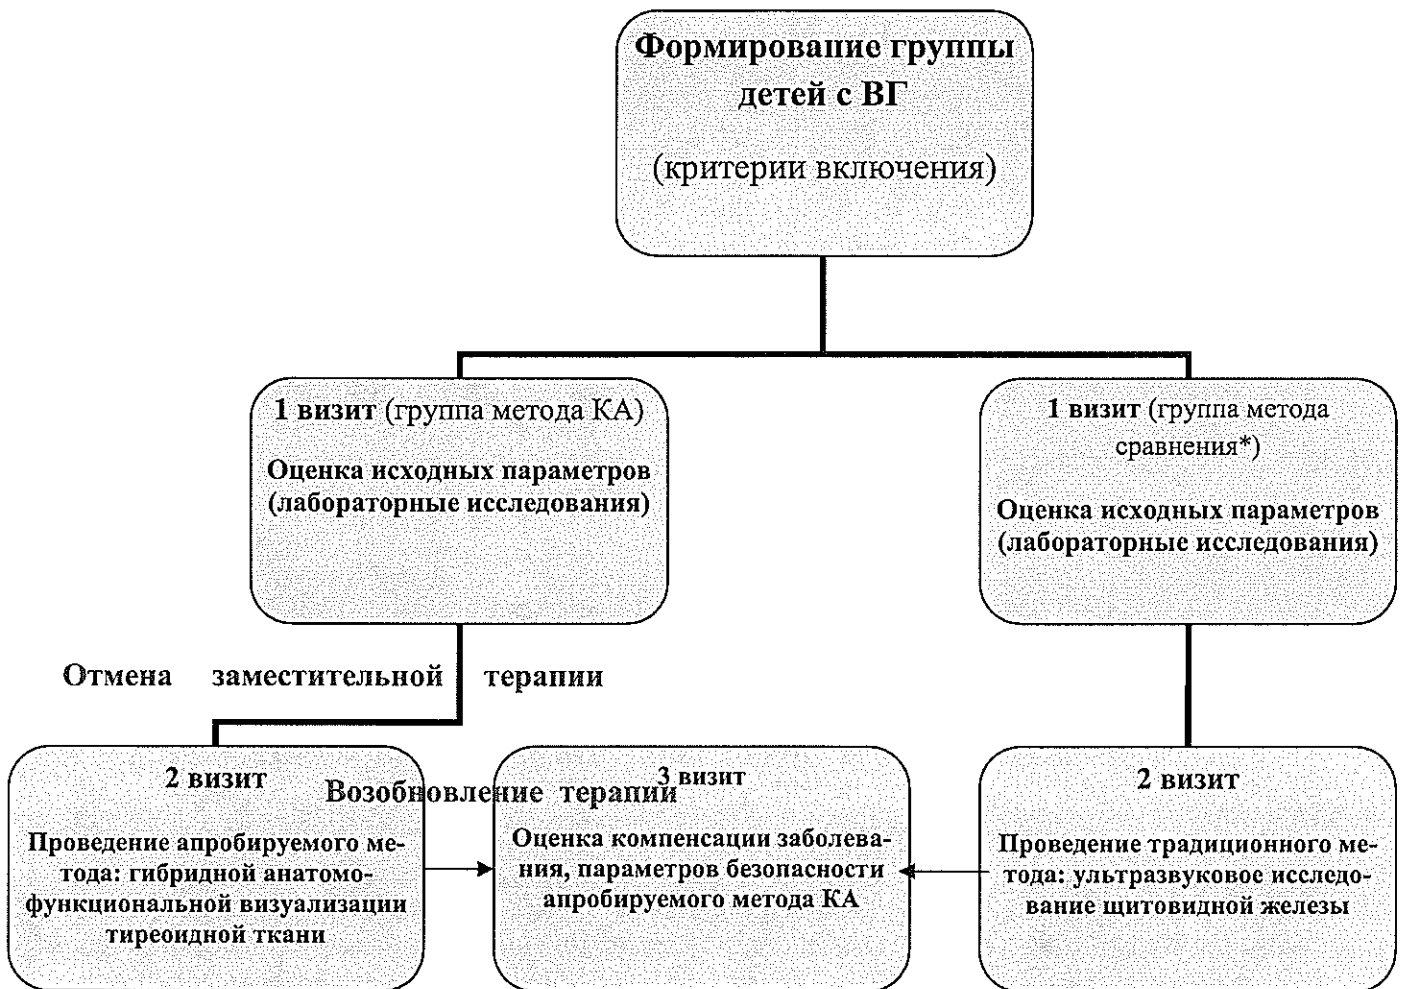 Формирование группы
детей с ВГ
(критерии включения)
1 визит (группа метода КА)
Оценка исходных параметров
(лабораторные исследования)
1 визит (группа метода
сравнения*)
Оценка исходных параметров
(лабораторные исследования)
Отмена заместительной терапии
2 визит
Проведение апробируемого ме-
тода: гибридной анатомо-
функциональной визуализации
тиреоидной ткани
Возобновление терапии
3 визит
Оценка компенсации заболева-
ния, параметров безопасности
апробируемого метода КА
2 визит
Проведение традиционного ме-
тода: ультразвуковое исследо-
вание щитовидной железы